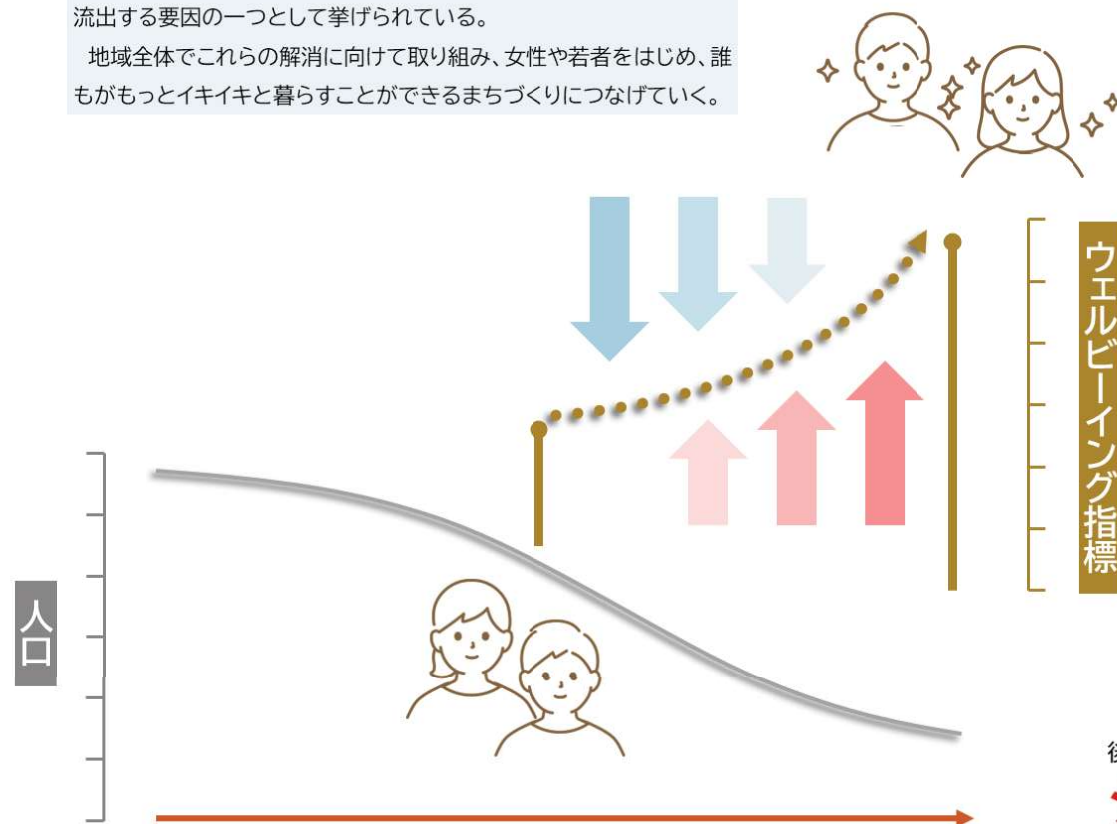 流出する要因の一つとして挙げられている。
地域全体でこれらの解消に向けて取り組み、女性や若者をはじめ、誰
もがもっとイキイキと暮らすことができるまちづくりにつなげていく。
ウェルビーイング指標
人口